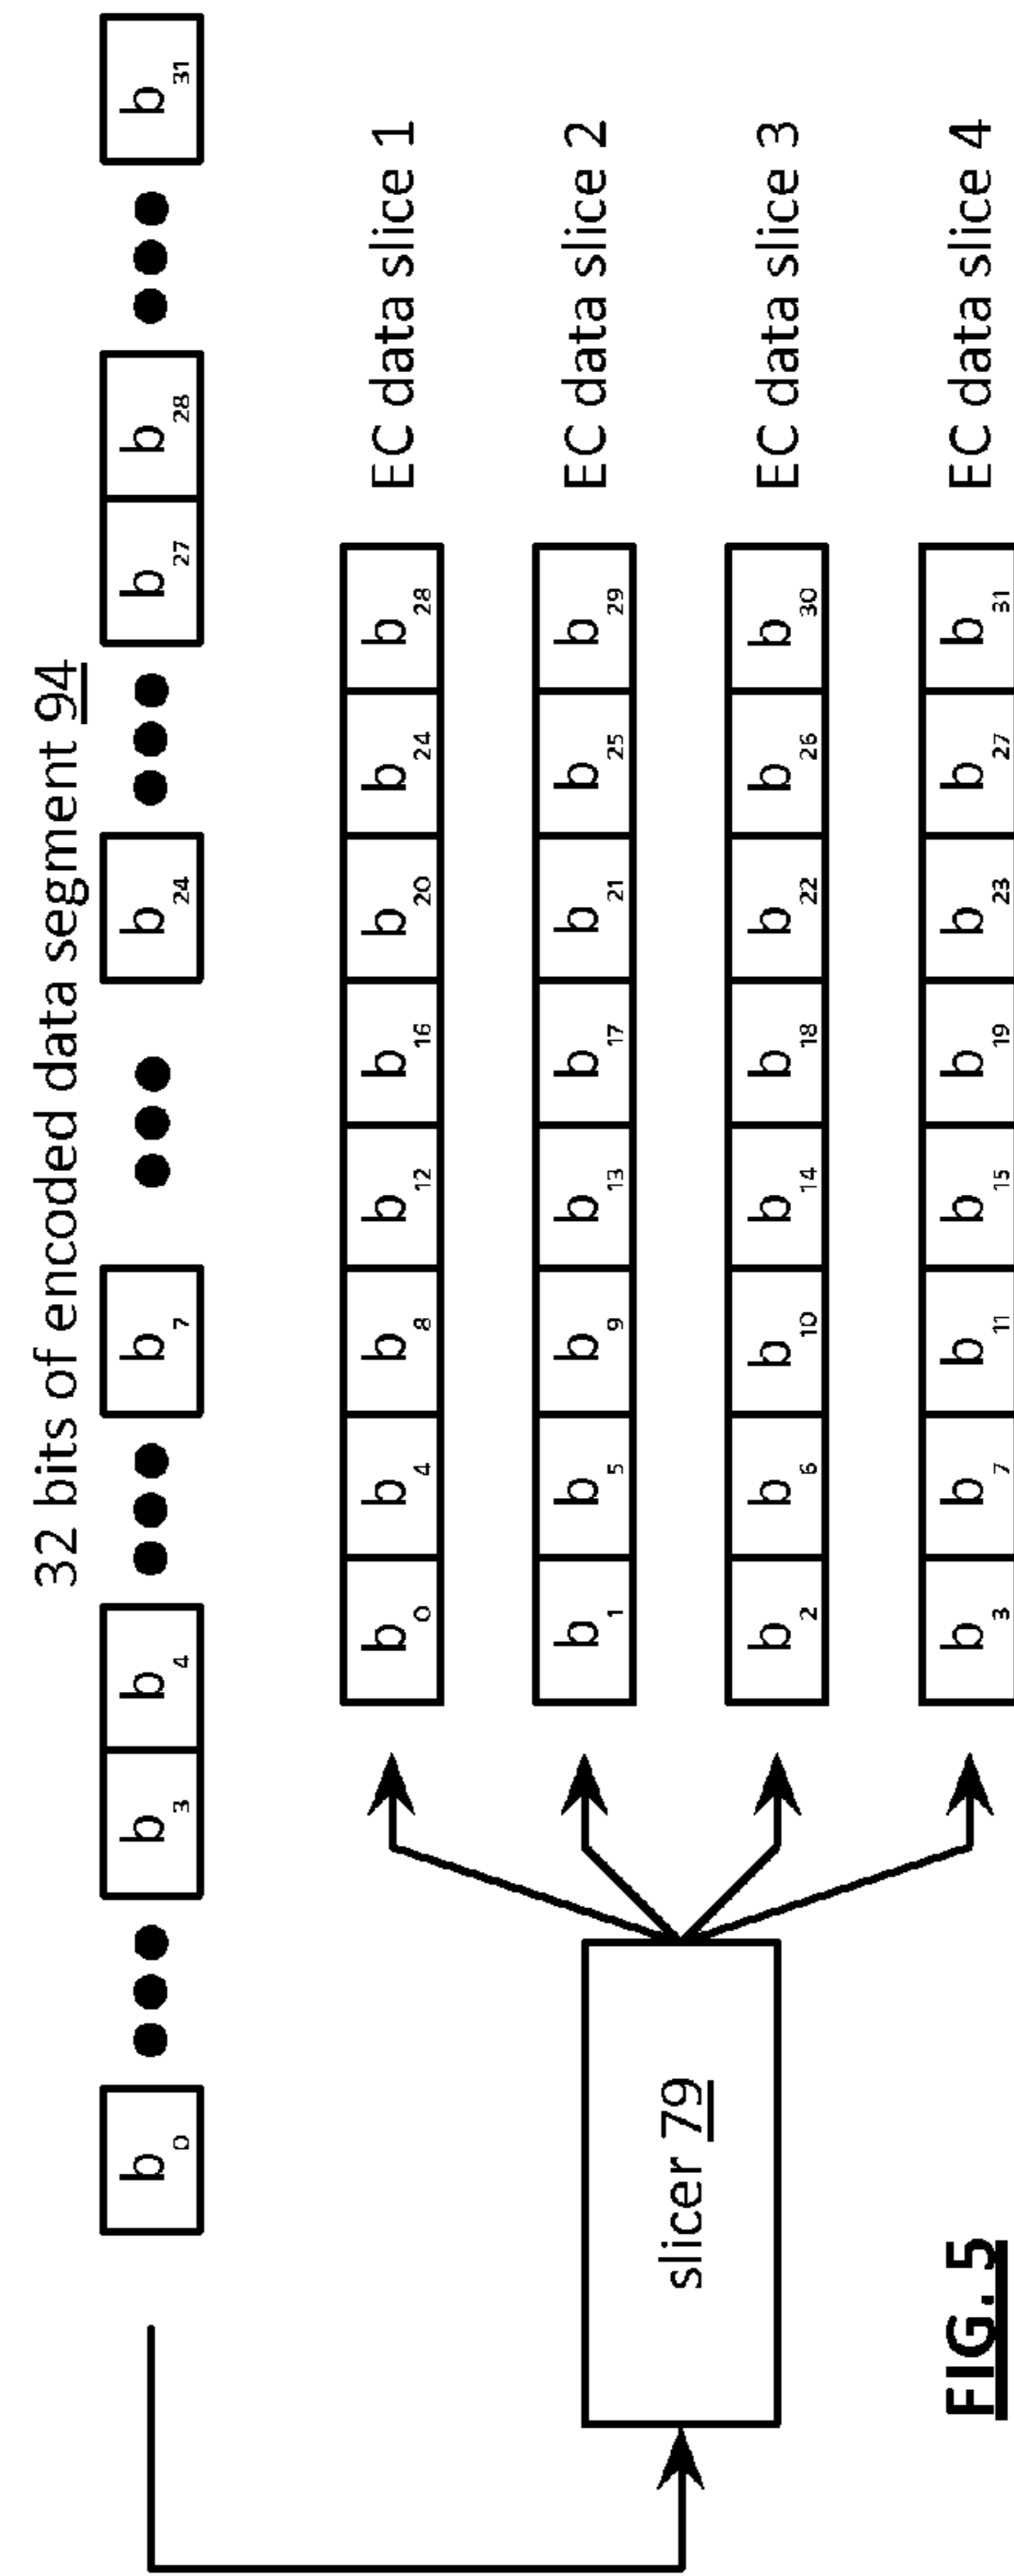 32 bits of encoded data segment 94
b0 ●●● b3 b4 ●●● b7 ●●● b24 ●●● b27 b28 ●●● b31
b0 b4 b8 b12 b16 b20 b24 b28 EC data slice 1
b1 b5 b9 b13 b17 b21 b25 b29 EC data slice 2
slicer 79
b2 b6 b10 b14 b18 b22 b26 b30 EC data slice 3
b3 b7 b11 b15 b19 b23 b27 b31 EC data slice 4
FIG. 5